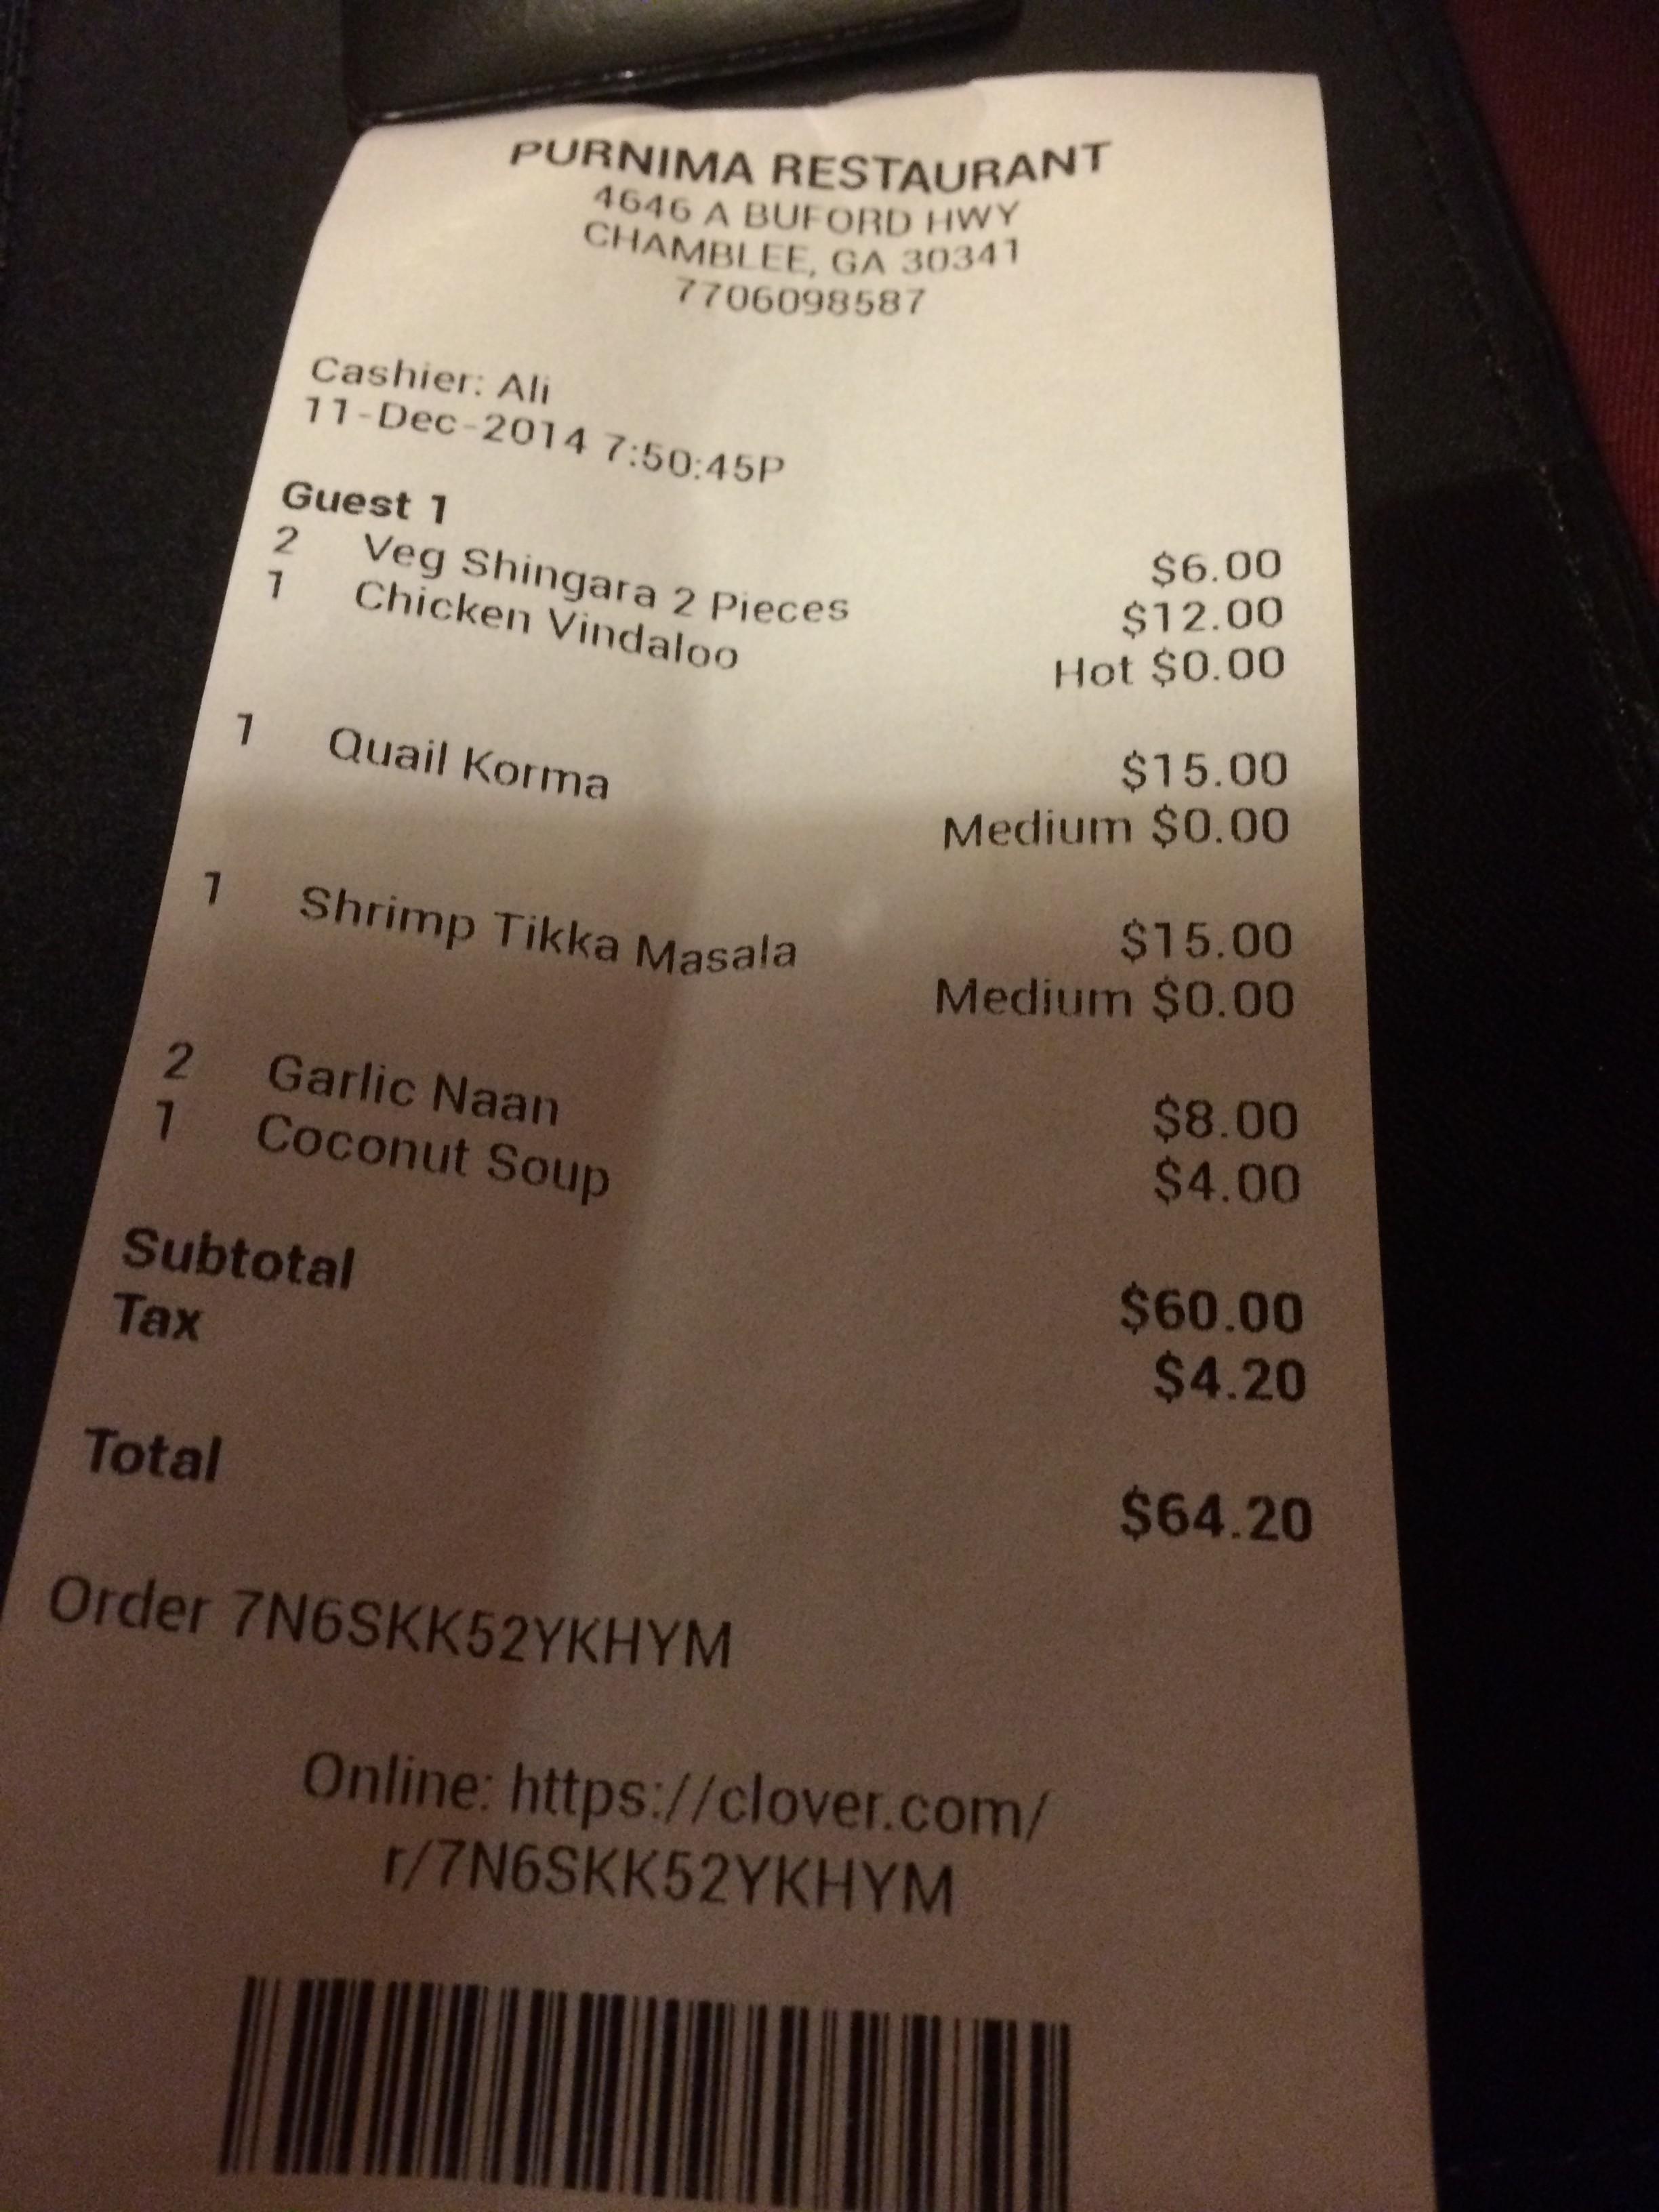 PURNIMA RESTAURANT
4646 A BUFORD HWY
CHAMBLEE, GA 30341
7706098587
Cashier: Ali
11-Dec-2014 7:50:45P
Guest 1
2 Veg Shingara 2 Pieces $6.00
1 Chicken Vindaloo $12.00
Hot $0.00
1 Quail Korma $15.00
Medium $0.00
1 Shrimp Tikka Masala $15.00
Medium $0.00
2 Garlic Naan $8.00
1 Coconut Soup $4.00
Subtotal $60.00
Tax $4.20
Total $64.20
Order 7N6SKK52YKHYM
Online: https://clover.com/
r/7N6SKK52YKHYM